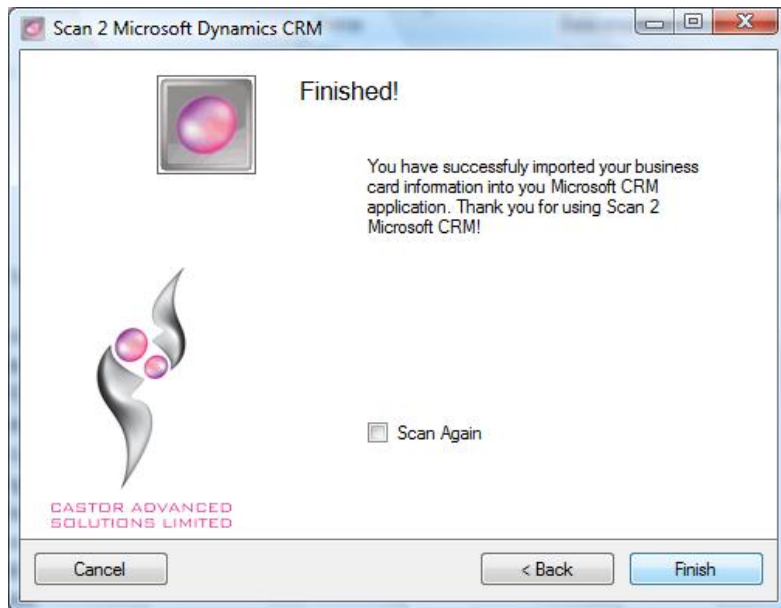 Scan 2 Microsoft Dynamics CRM
Finished!
You have successfuly imported your business
card information into you Microsoft CRM
application. Thank you for using Scan 2
Microsoft CRM!
Scan Again
CASTOR ADVANCED
SOLUTIONS LIMITED
Cancel
< Back
Finish